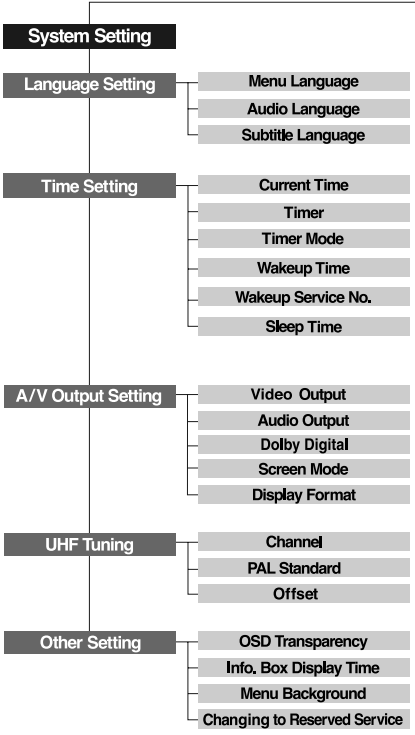 System Setting
Language Setting
Menu Language
Audio Language
Subtitle Language
Time Setting
Current Time
Timer
Timer Mode
Wakeup Time
Wakeup Service No.
Sleep Time
A/V Output Setting
Video Output
Audio Output
Dolby Digital
Screen Mode
Display Format
UHF Tuning
Channel
PAL Standard
Offset
Other Setting
OSD Transparency
Info. Box Display Time
Menu Background
Changing to Reserved Service